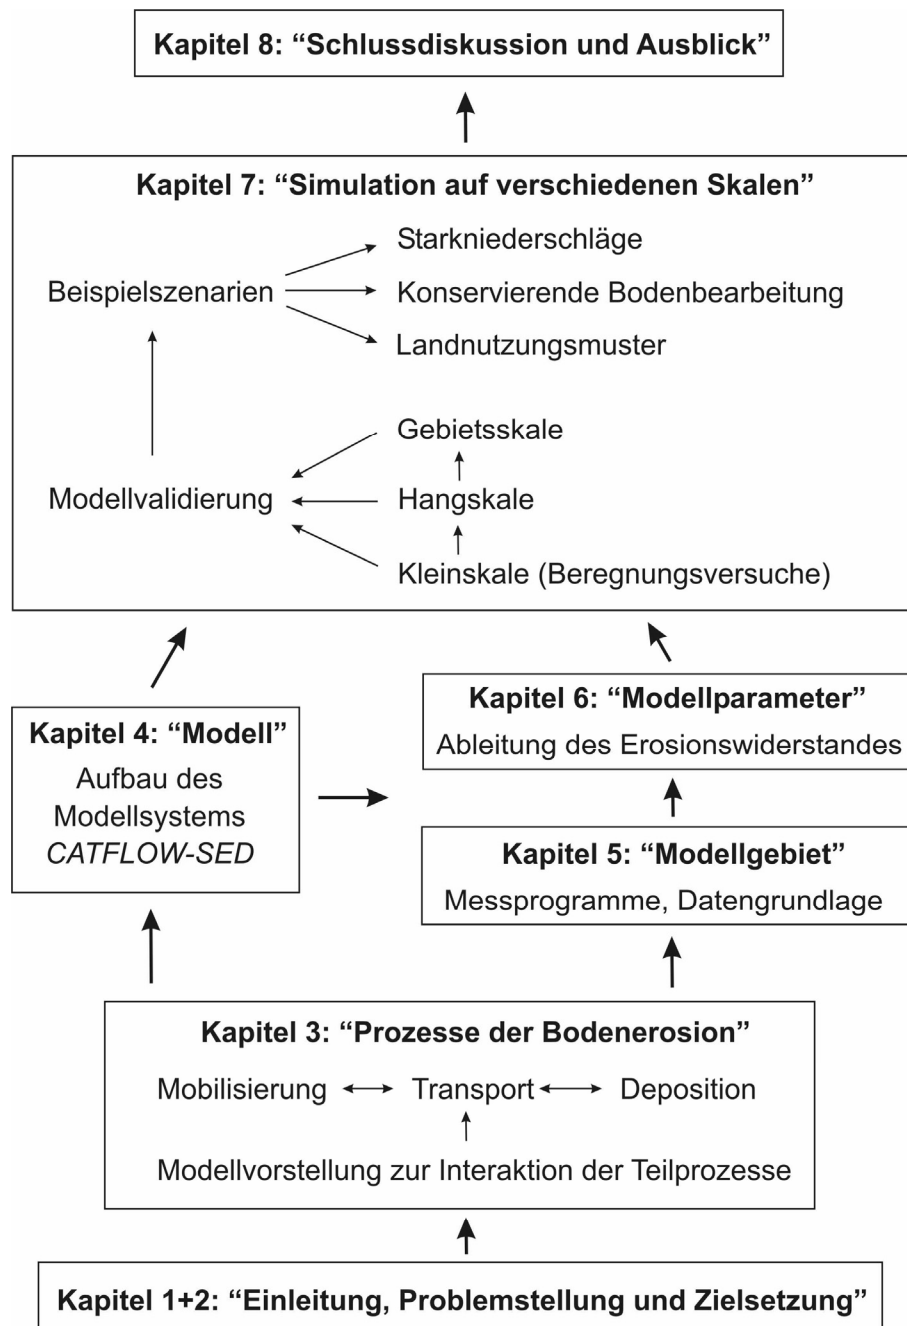 Kapitel 8: “Schlussdiskussion und Ausblick”
Kapitel 7: “Simulation auf verschiedenen Skalen”
Starkniederschläge
Beispielszenarien
Konservierende Bodenbearbeitung
Landnutzungsmuster
Gebietsskale
Modellvalidierung
Hangskale
Kleinskale (Beregnungsversuche)
Kapitel 4: “Modell”
Aufbau des
Modellsystems
CATFLOW-SED
Kapitel 6: “Modellparameter”
Ableitung des Erosionswiderstandes
Kapitel 5: “Modellgebiet”
Messprogramme, Datengrundlage
Kapitel 3: “Prozesse der Bodenerosion”
Mobilisierung Transport Deposition
Modellvorstellung zur Interaktion der Teilprozesse
Kapitel 1+2: “Einleitung, Problemstellung und Zielsetzung”